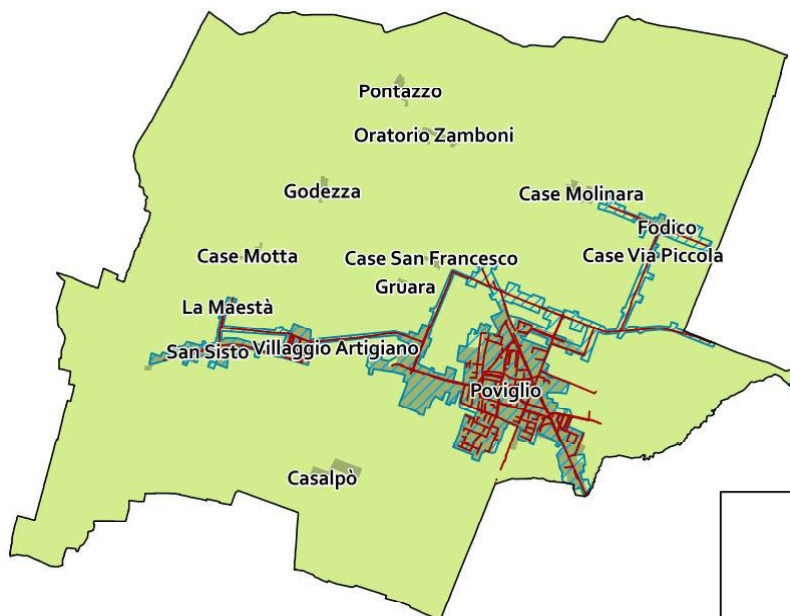 Pontazzo
Oratorio Zamboni
Godezza
Case Molinara
Fodico
Case Motta
Case San Francesco
Case Via Piccola
Gruara
La Maestà
San Sisto
Villaggio Artigiano
Poviglio
Casalpò